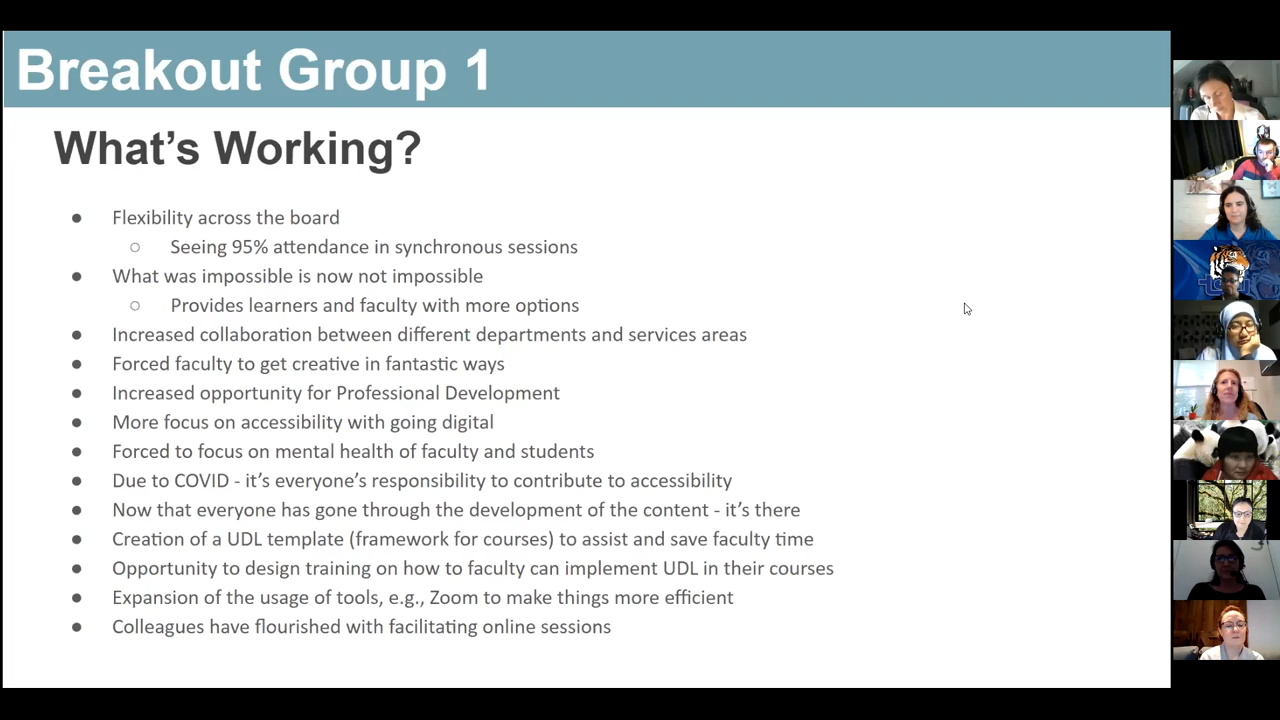 Breakout Group 1
What's Working?
● Flexibility across the board
○ Seeing 95% attendance in synchronous sessions
● What was impossible is now not impossible
○ Provides learners and faculty with more options
● Increased collaboration between different departments and services areas
● Forced faculty to get creative in fantastic ways
● Increased opportunity for Professional Development
● More focus on accessibility with going digital
● Forced to focus on mental health of faculty and students
● Due to COVID - it's everyone's responsibility to contribute to accessibility
● Now that everyone has gone through the development of the content - it's there
● Creation of a UDL template (framework for courses) to assist and save faculty time
● Opportunity to design training on how to faculty can implement UDL in their courses
● Expansion of the usage of tools, e.g., Zoom to make things more efficient
● Colleagues have flourished with facilitating online sessions